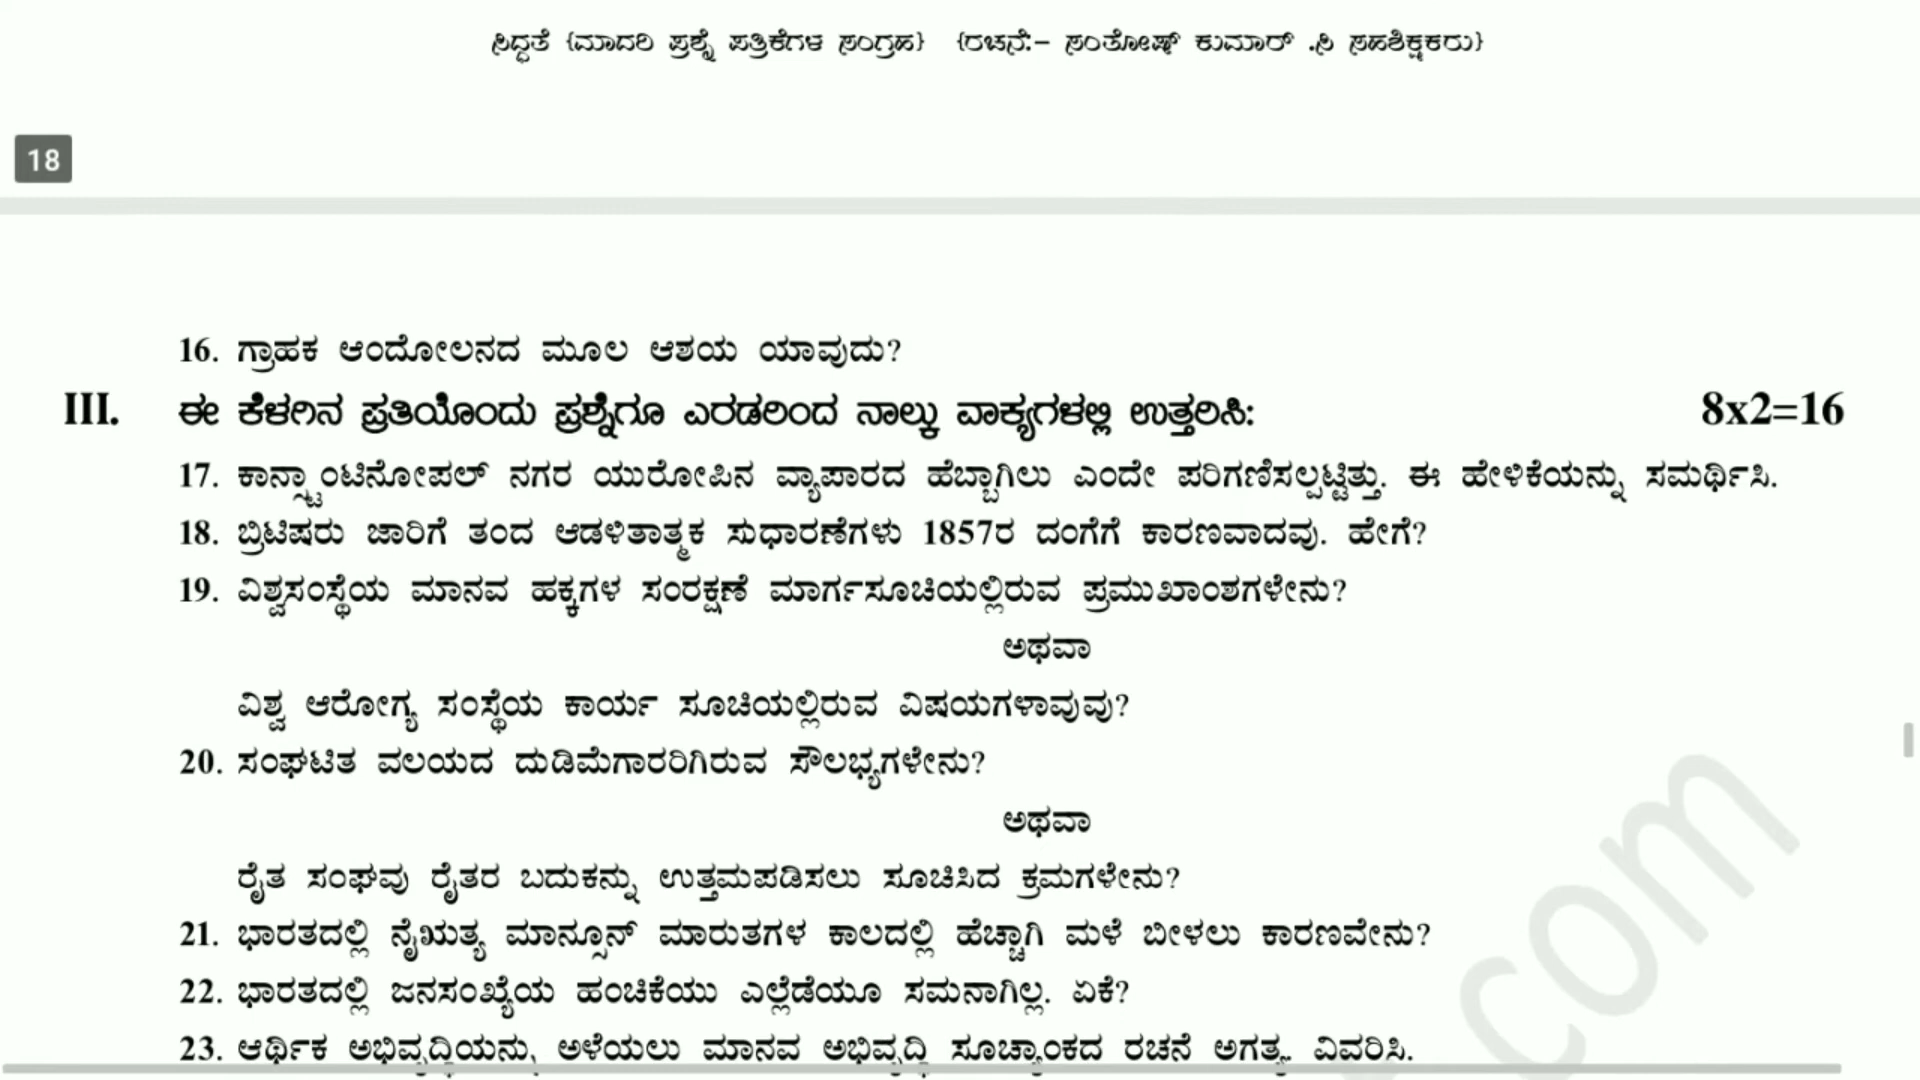 ಸಿದ್ಧತೆ {ಮಾದರಿ ಪ್ರಶ್ನೆ ಪತ್ರಿಕೆಗಳ ಸಂಗ್ರಹ} {ರಚನೆ:– ಸಂತೋಷ್ ಕುಮಾರ್ .ಸಿ ಸಹಶಿಕ್ಷಕರು}
18
16. ಗ್ರಾಹಕ ಆಂದೋಲನದ ಮೂಲ ಆಶಯ ಯಾವುದು?
III. ಈ ಕೆಳಗಿನ ಪ್ರತಿಯೊಂದು ಪ್ರಶ್ನೆಗೂ ಎರಡರಿಂದ ನಾಲ್ಕು ವಾಕ್ಯಗಳಲ್ಲಿ ಉತ್ತರಿಸಿ: 8x2=16
17. ಕಾನ್ಸ್ಟಾಂಟಿನೋಪಲ್ ನಗರ ಯುರೋಪಿನ ವ್ಯಾಪಾರದ ಹೆಬ್ಬಾಗಿಲು ಎಂದೇ ಪರಿಗಣಿಸಲ್ಪಟ್ಟಿತ್ತು. ಈ ಹೇಳಿಕೆಯನ್ನು ಸಮರ್ಥಿಸಿ.
18. ಬ್ರಿಟಿಷರು ಜಾರಿಗೆ ತಂದ ಆಡಳಿತಾತ್ಮಕ ಸುಧಾರಣೆಗಳು 1857ರ ದಂಗೆಗೆ ಕಾರಣವಾದವು. ಹೇಗೆ?
19. ವಿಶ್ವಸಂಸ್ಥೆಯ ಮಾನವ ಹಕ್ಕಗಳ ಸಂರಕ್ಷಣೆ ಮಾರ್ಗಸೂಚಿಯಲ್ಲಿರುವ ಪ್ರಮುಖಾಂಶಗಳೇನು?
ಅಥವಾ
ವಿಶ್ವ ಆರೋಗ್ಯ ಸಂಸ್ಥೆಯ ಕಾರ್ಯ ಸೂಚಿಯಲ್ಲಿರುವ ವಿಷಯಗಳಾವುವು?
20. ಸಂಘಟಿತ ವಲಯದ ದುಡಿಮೆಗಾರರಿಗಿರುವ ಸೌಲಭ್ಯಗಳೇನು?
ಅಥವಾ
ರೈತ ಸಂಘವು ರೈತರ ಬದುಕನ್ನು ಉತ್ತಮಪಡಿಸಲು ಸೂಚಿಸಿದ ಕ್ರಮಗಳೇನು?
21. ಭಾರತದಲ್ಲಿ ನೈಋತ್ಯ ಮಾನ್ಸೂನ್ ಮಾರುತಗಳ ಕಾಲದಲ್ಲಿ ಹೆಚ್ಚಾಗಿ ಮಳೆ ಬೀಳಲು ಕಾರಣವೇನು?
22. ಭಾರತದಲ್ಲಿ ಜನಸಂಖ್ಯೆಯ ಹಂಚಿಕೆಯು ಎಲ್ಲೆಡೆಯೂ ಸಮನಾಗಿಲ್ಲ. ಏಕೆ?
23. ಆರ್ಥಿಕ ಅಭಿವೃದ್ಧಿಯನ್ನು ಅಳೆಯಲು ಮಾನವ ಅಭಿವೃದ್ಧಿ ಸೂಚ್ಯಾಂಕದ ರಚನೆ ಅಗತ್ಯ. ವಿವರಿಸಿ.
com